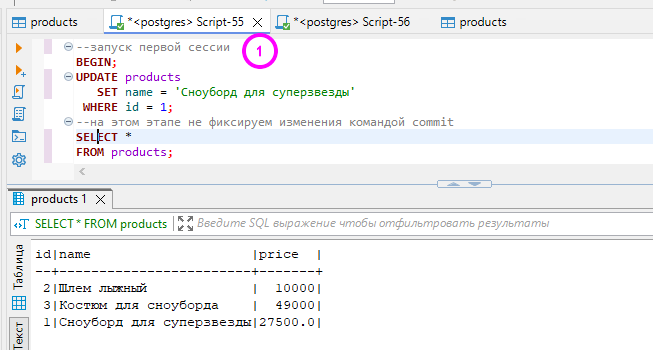 products
*<postgres> Script-55
*<postgres> Script-56
products
--запуск первой сессии
1
BEGIN;
UPDATE products
SET name = 'Сноуборд для суперзвезды'
WHERE id = 1;
--на этом этапе не фиксируем изменения командой commit
SELECT *
FROM products;
products 1
SELECT * FROM products
Введите SQL выражение чтобы отфильтровать результаты
Таблица
Текст
id|name |price |
--+------------------------+-------+
2|Шлем лыжный | 10000|
3|Костюм для сноуборда | 49000|
1|Сноуборд для суперзвезды|27500.0|